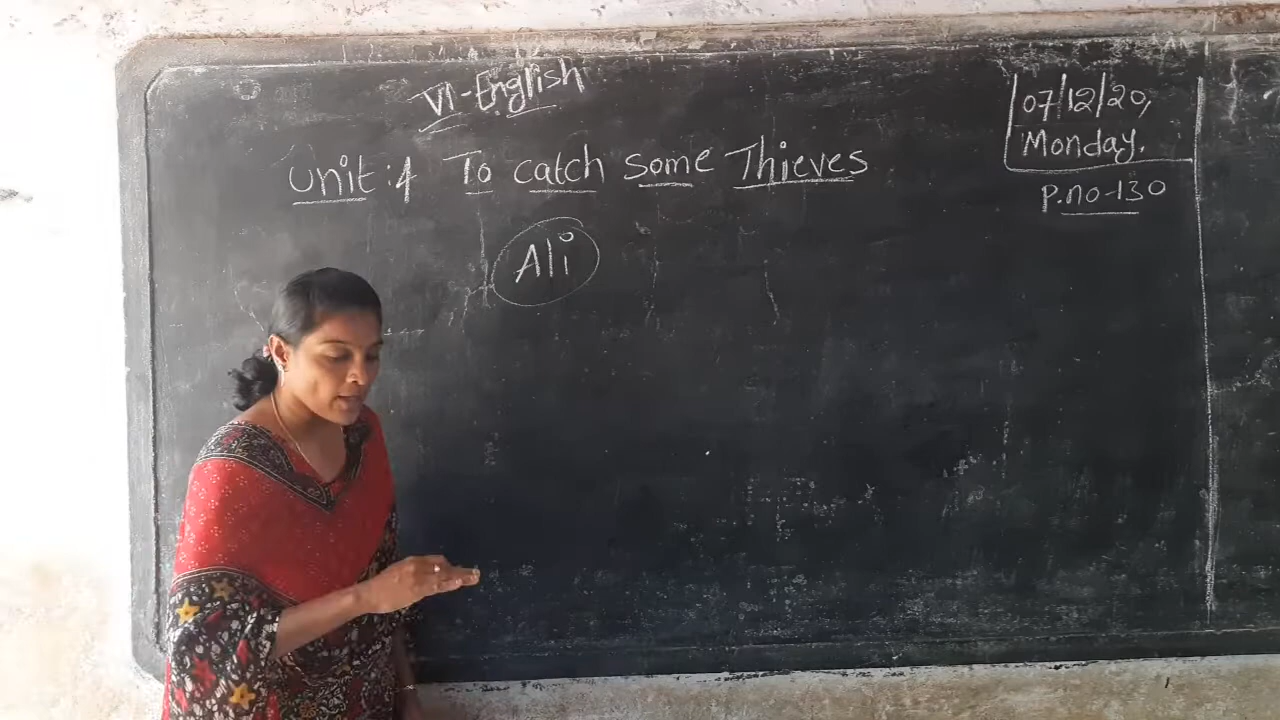 VI-English
07/12/20,
Monday.
Unit:4 To catch some Thieves
P.no-130
Ali